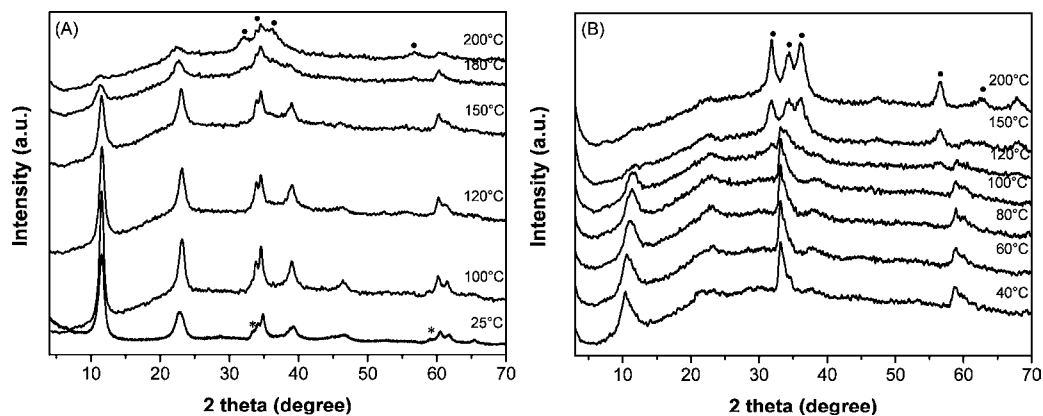 (A)
200°C
180°C
150°C
120°C
100°C
25°C
*
*
Intensity (a.u.)
10 20 30 40 50 60 70
2 theta (degree)
(B)
200°C
150°C
120°C
100°C
80°C
60°C
40°C
Intensity (a.u.)
10 20 30 40 50 60 70
2 theta (degree)